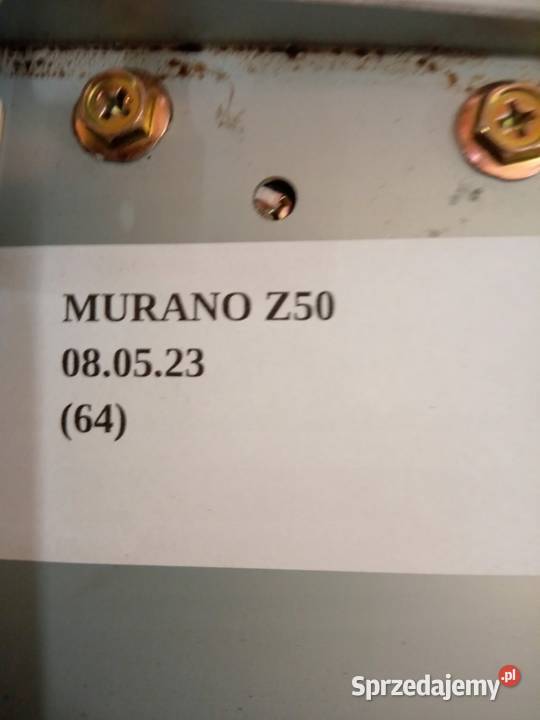 MURANO Z50
08.05.23
(64)
Sprzedajemy.pl